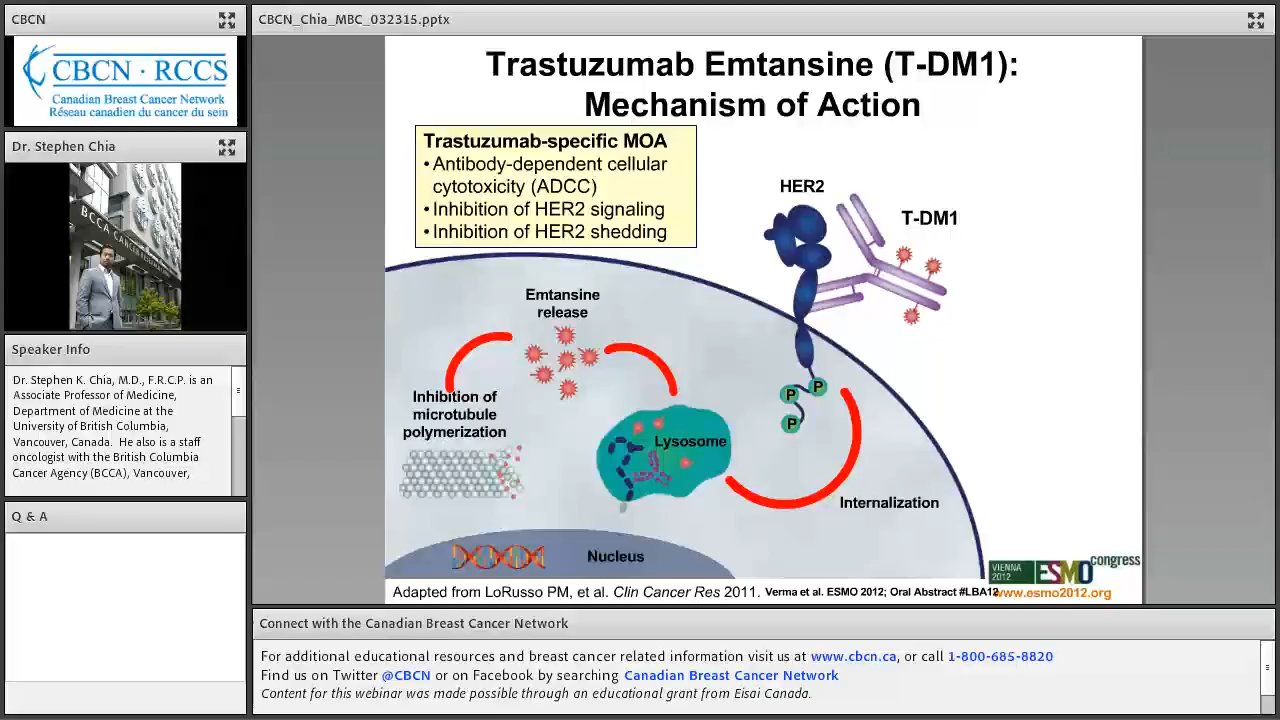 CBCN
CBCN · RCCS
Canadian Breast Cancer Network
Réseau canadien du cancer du sein
Dr. Stephen Chia
BCCA CANCER RESEAR
Speaker Info
Dr. Stephen K. Chia, M.D., F.R.C.P. is an
Associate Professor of Medicine,
Department of Medicine at the
University of British Columbia,
Vancouver, Canada. He also is a staff
oncologist with the British Columbia
Cancer Agency (BCCA), Vancouver,
Q & A
CBCN_Chia_MBC_032315.pptx
Trastuzumab Emtansine (T-DM1):
Mechanism of Action
Trastuzumab-specific MOA
•Antibody-dependent cellular
cytotoxicity (ADCC)
•Inhibition of HER2 signaling
•Inhibition of HER2 shedding
HER2
T-DM1
Emtansine
release
P
P
P
Inhibition of
microtubule
polymerization
Lysosome
Internalization
Nucleus
VIENNA
2012
ESMO
congress
www.esmo2012.org
Adapted from LoRusso PM, et al. Clin Cancer Res 2011. Verma et al. ESMO 2012; Oral Abstract #LBA12
Connect with the Canadian Breast Cancer Network
For additional educational resources and breast cancer related information visit us at www.cbcn.ca, or call 1-800-685-8820
Find us on Twitter @CBCN or on Facebook by searching Canadian Breast Cancer Network
Content for this webinar was made possible through an educational grant from Eisai Canada.